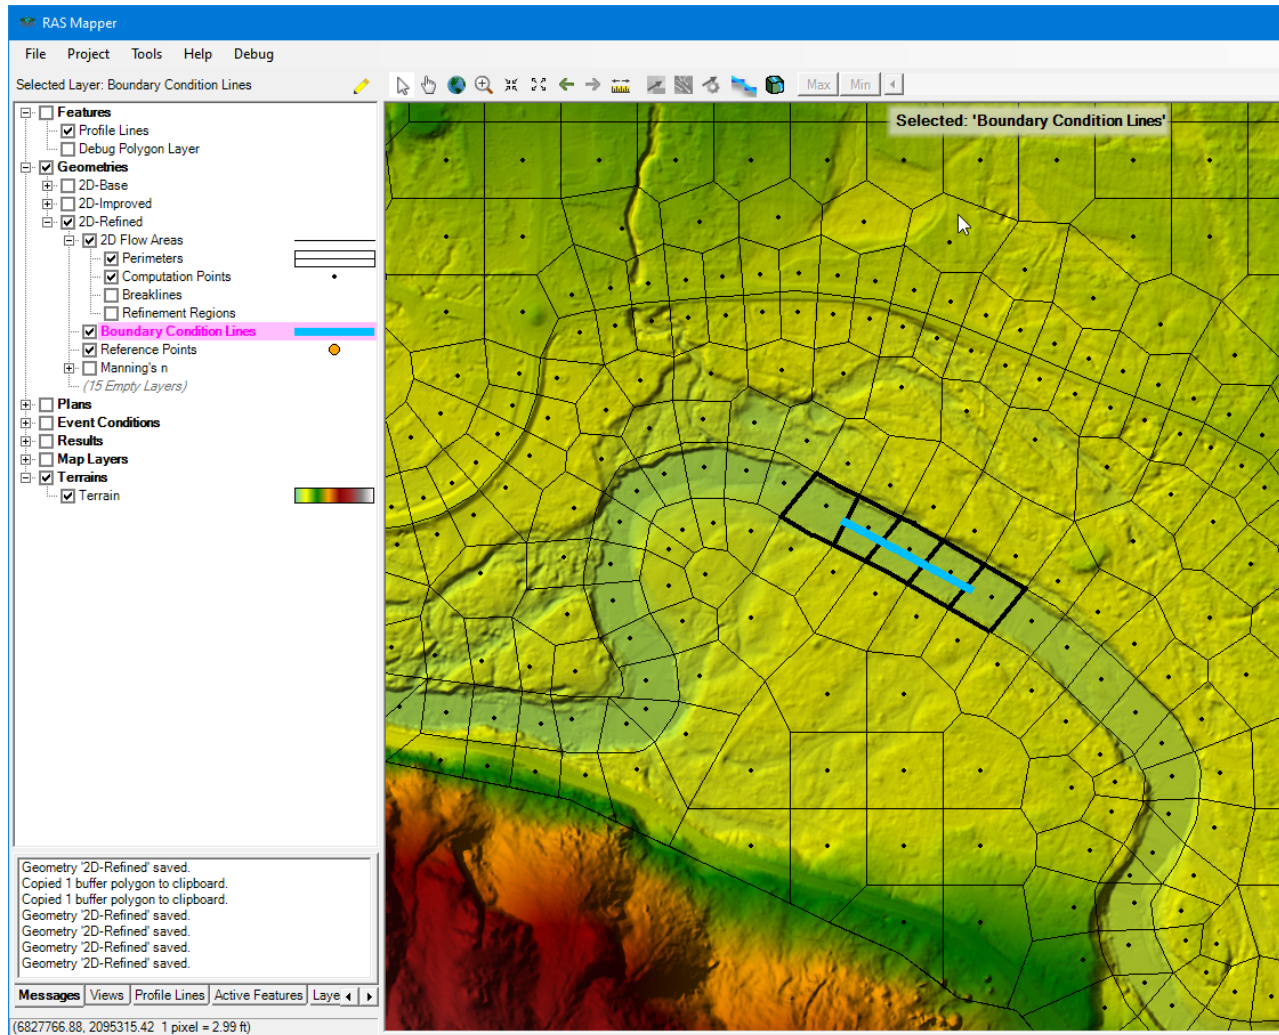 RAS Mapper
File Project Tools Help Debug
Selected Layer: Boundary Condition Lines
Max Min
Features
Profile Lines
Debug Polygon Layer
Geometries
2D-Base
2D-Improved
2D-Refined
2D Flow Areas
Perimeters
Computation Points
Breaklines
Refinement Regions
Boundary Condition Lines
Reference Points
Manning's n
(15 Empty Layers)
Plans
Event Conditions
Results
Map Layers
Terrains
Terrain
Selected: 'Boundary Condition Lines'
Geometry '2D-Refined' saved.
Copied 1 buffer polygon to clipboard.
Copied 1 buffer polygon to clipboard.
Geometry '2D-Refined' saved.
Geometry '2D-Refined' saved.
Geometry '2D-Refined' saved.
Geometry '2D-Refined' saved.
Messages Views Profile Lines Active Features Laye
(6827766.88, 2095315.42 1 pixel = 2.99 ft)